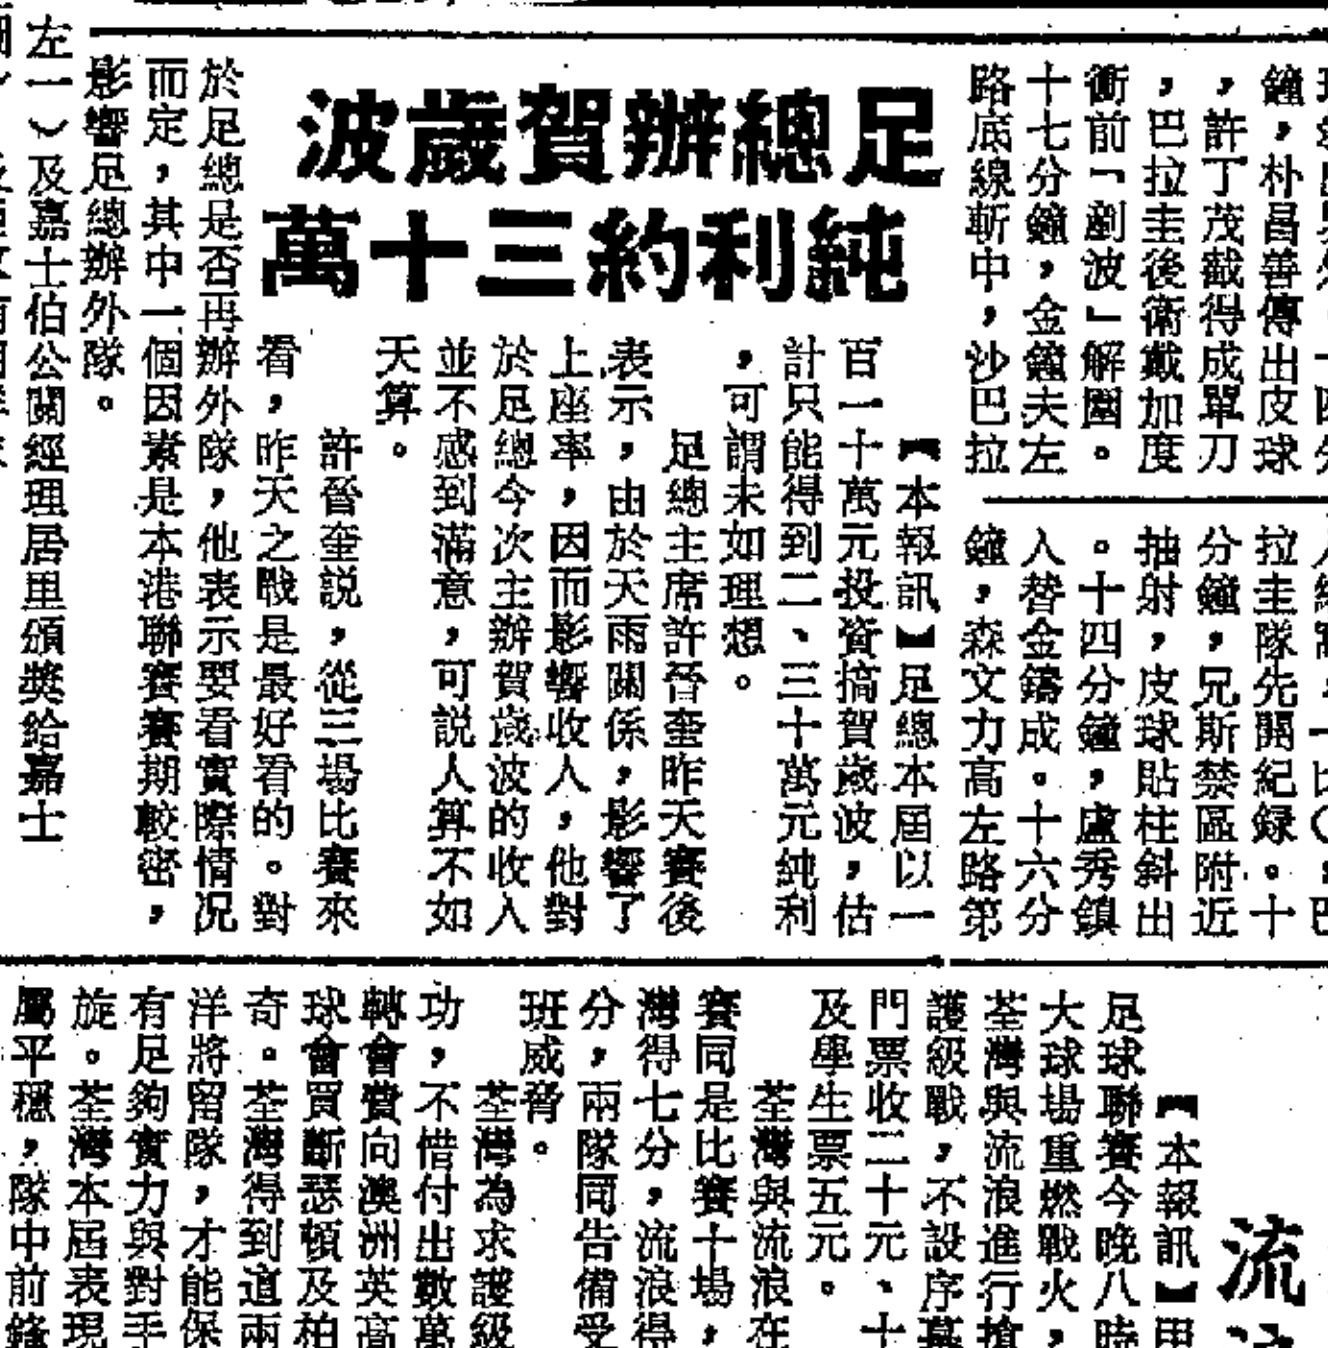 鐘，朴昌善傳出皮球
，許丁茂截得成單刀
，巴拉圭後衞戴加度
衝前「剷波」解圍。
十七分鐘，金鐘夫左
路底線斬中，沙巴拉
拉圭隊先開紀録。十
分鐘，兄斯禁區附近
抽射，皮球貼柱斜出
。十四分鐘，盧秀鎮
入替金鑄成。十六分
鐘，森文力高左路第
足總辦賀歲波
純利約三十萬
【本報訊】足總本屆以一
百一十萬元投資搞賀歲波，估
計只能得到二、三十萬元純利
，可謂未如理想。
足總主席許晉奎昨天賽後
表示，由於天雨關係，影響了
上座率，因而影響收入，他對
於足總今次主辦賀歲波的收入
並不感到滿意，可説人算不如
天算。
許晉奎説，從三場比賽來
看，昨天之戰是最好看的。對
於足總是否再辦外隊，他表示要看實際情况
而定，其中一個因素是本港聯賽賽期較密，
影響足總辦外隊。
左一）及嘉士伯公關經理居里頒獎給嘉士
流
【本報訊】甲
足球聯賽今晚八時
大球場重燃戰火，
荃灣與流浪進行搶
護級戰，不設序幕
門票收二十元、十
及學生票五元。
荃灣與流浪在
賽同是比賽十場，
灣得七分，流浪得
分，兩隊同告備受
班威脅。
荃灣為求護級
功，不惜付出數萬
轉會費向澳洲英高
球會買斷瑟頓及柏
奇。荃灣得到道兩
洋將留隊，才能保
有足夠實力與對手
旋。荃灣本屆表現
屬平穩，隊中前鋒